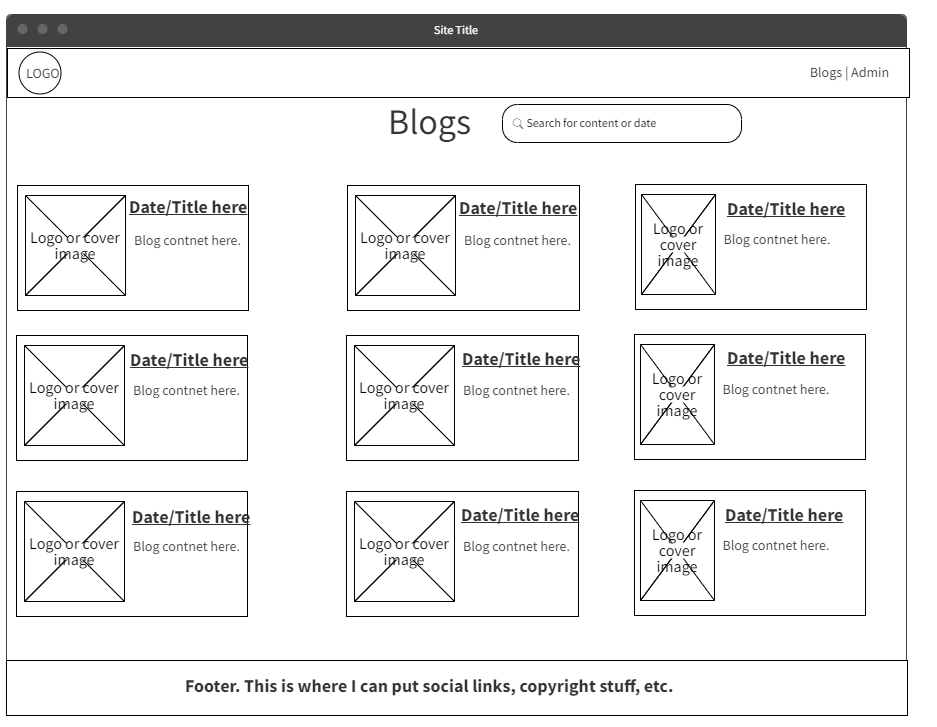 Site Title
LOGO
Blogs | Admin
Blogs
Search for content or date
Date/Title here
Logo or cover
image
Blog contnet here.
Date/Title here
Logo or cover
image
Blog contnet here.
Date/Title here
Logo or
cover
image
Blog contnet here.
Date/Title here
Logo or cover
image
Blog contnet here.
Date/Title here
Logo or cover
image
Blog contnet here.
Date/Title here
Logo or
cover
image
Blog contnet here.
Date/Title here
Logo or cover
image
Blog contnet here.
Date/Title here
Logo or cover
image
Blog contnet here.
Date/Title here
Logo or
cover
image
Blog contnet here.
Footer. This is where I can put social links, copyright stuff, etc.